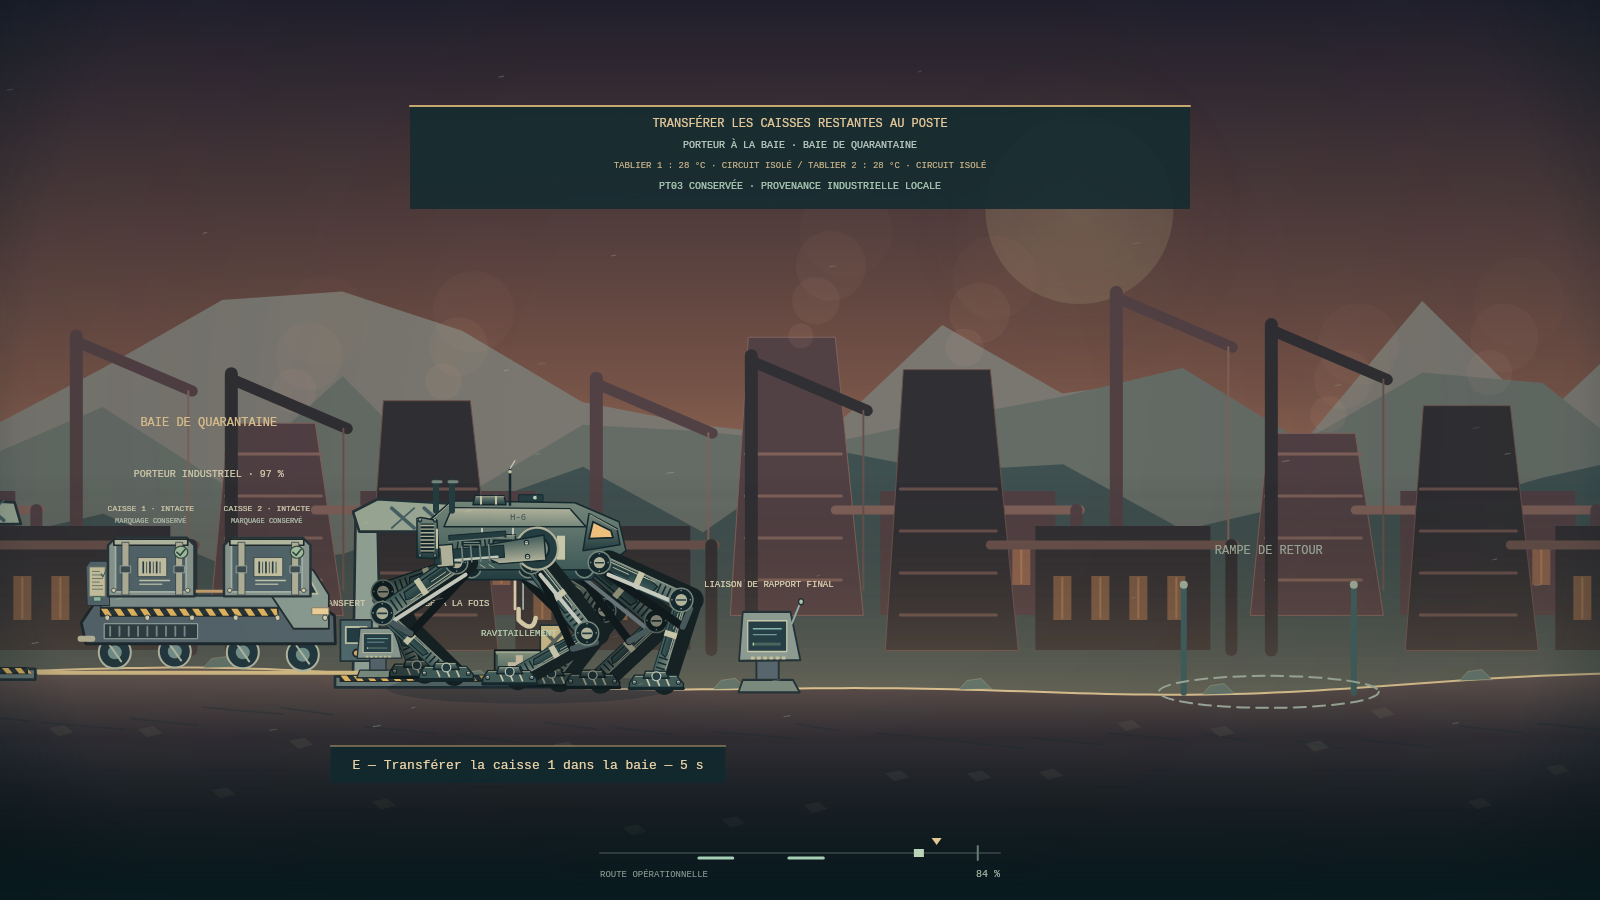 TRANSFÉRER LES CAISSES RESTANTES AU POSTE
PORTEUR À LA BAIE · BAIE DE QUARANTAINE
TABLIER 1 : 28 °C · CIRCUIT ISOLÉ / TABLIER 2 : 28 °C · CIRCUIT ISOLÉ
PT03 CONSERVÉE · PROVENANCE INDUSTRIELLE LOCALE
BAIE DE QUARANTAINE
PORTEUR INDUSTRIEL · 97 %
CAISSE 1 · INTACTE
MARQUAGE CONSERVÉ
CAISSE 2 · INTACTE
MARQUAGE CONSERVÉ
H-6
RAMPE DE RETOUR
LIAISON DE RAPPORT FINAL
LA FOIS
RAVITAILLEMENT
E — Transférer la caisse 1 dans la baie — 5 s
ROUTE OPÉRATIONNELLE
84 %